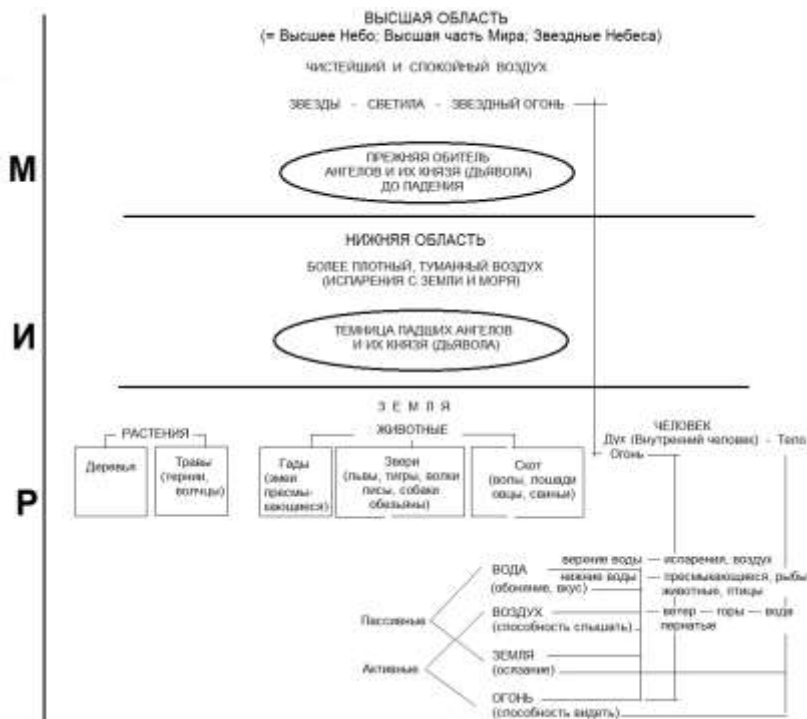 ВЫСШАЯ ОБЛАСТЬ
(= Высшее Небо; Высшая часть Мира; Звездные Небеса)
ЧИСТЕЙШИЙ И СПОКОЙНЫЙ ВОЗДУХ
ЗВЕЗДЫ - СВЕТИЛА - ЗВЕЗДНЫЙ ОГОНЬ
М
ПРЕЖНЯЯ ОБИТЕЛЬ
АНГЕЛОВ И ИХ КНЯЗЯ (ДЬЯВОЛА)
ДО ПАДЕНИЯ
НИЖНЯЯ ОБЛАСТЬ
БОЛЕЕ ПЛОТНЫЙ, ТУМАННЫЙ ВОЗДУХ
(ИСПАРЕНИЯ С ЗЕМЛИ И МОРЯ)
И
ТЕМНИЦА ПАДШИХ АНГЕЛОВ
И ИХ КНЯЗЯ (ДЬЯВОЛА)
З Е М Л Я
РАСТЕНИЯ
ЖИВОТНЫЕ
ЧЕЛОВЕК
Дух (Внутренний человек) - Тело
Огонь
Р
Деревья
Травы
(тернии,
волчцы)
Гады
(змеи
пресмы-
кающиеся)
Звери
(львы, тигры, волки
лисы, собаки
обезьяны)
Скот
(волы, лошади
овцы, свиньи)
верхние воды — испарения, воздух
ВОДА
нижние воды — пресмыкающиеся, рыбы
(обоняние, вкус)
животные, птицы
Пассивные
ВОЗДУХ — ветер — горы — вода
(способность слышать)
пернатые
Активные
ЗЕМЛЯ
(осязание)
ОГОНЬ
(способность видеть)